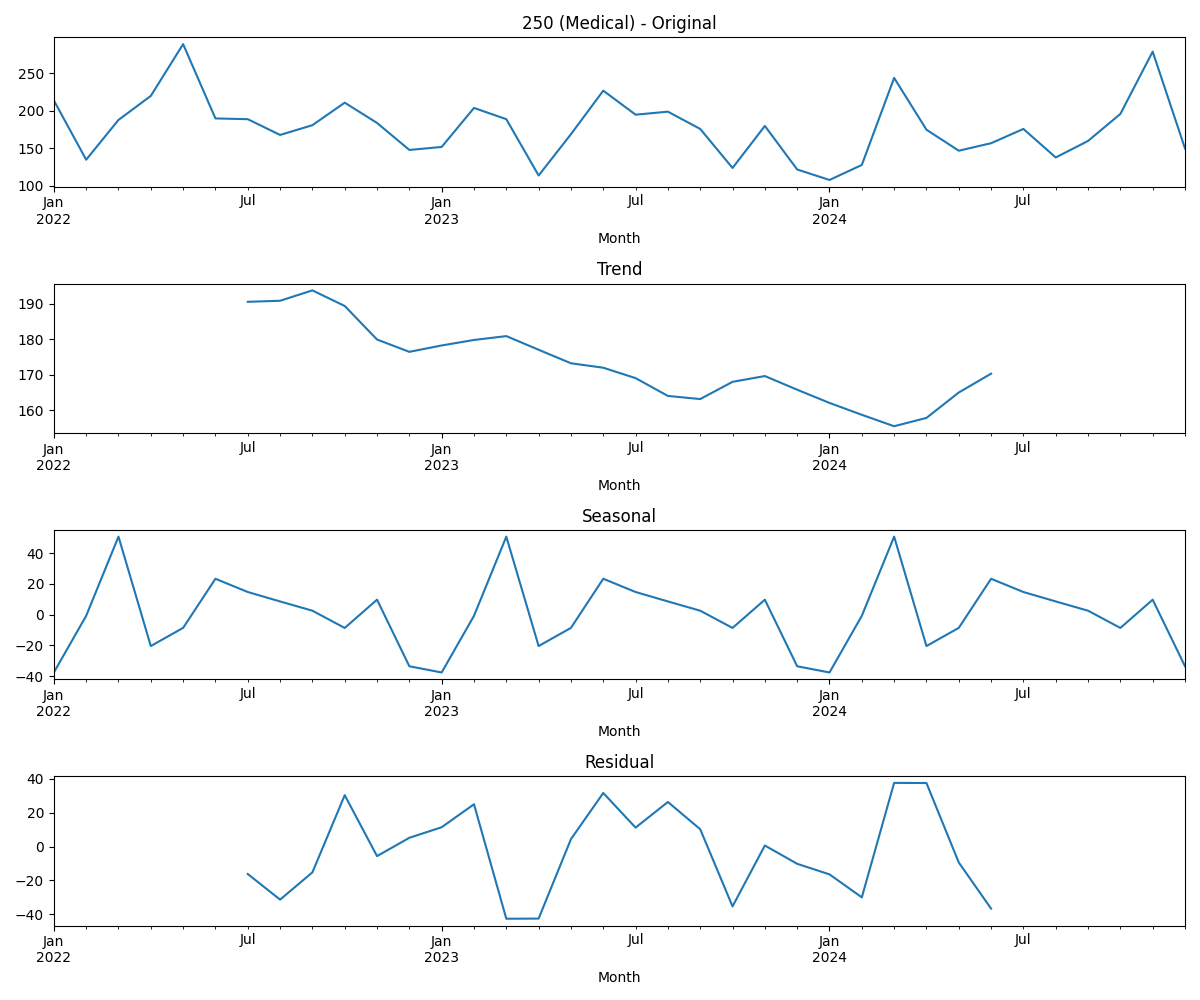 250 (Medical) - Original
250
200
150
100
Jan Jul Jan Jul Jan Jul
2022 2023 2024
Month
Trend
190
180
170
160
Jan Jul Jan Jul Jan Jul
2022 2023 2024
Month
Seasonal
40
20
0
−20
−40
Jan Jul Jan Jul Jan Jul
2022 2023 2024
Month
Residual
40
20
0
−20
−40
Jan Jul Jan Jul Jan Jul
2022 2023 2024
Month